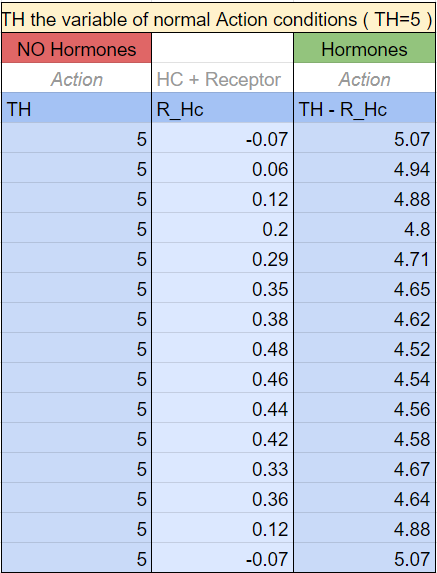 TH the variable of normal Action conditions ( TH=5 )
NO Hormones Hormones
Action HC + Receptor Action
TH R_Hc TH - R_Hc
5 -0.07 5.07
5 0.06 4.94
5 0.12 4.88
5 0.2 4.8
5 0.29 4.71
5 0.35 4.65
5 0.38 4.62
5 0.48 4.52
5 0.46 4.54
5 0.44 4.56
5 0.42 4.58
5 0.33 4.67
5 0.36 4.64
5 0.12 4.88
5 -0.07 5.07